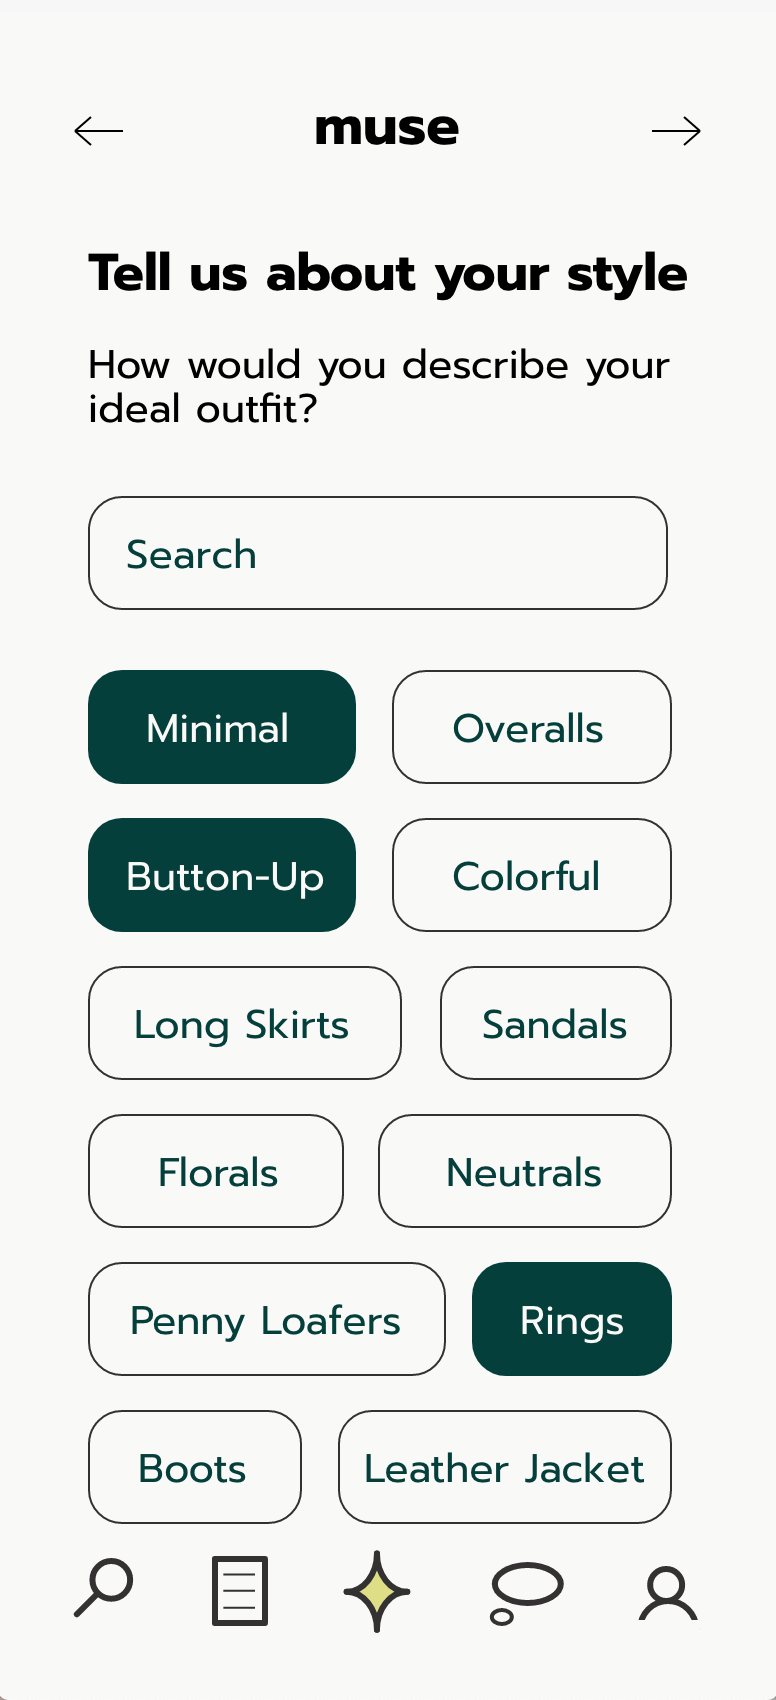 muse
Tell us about your style
How would you describe your
ideal outfit?
Search
Minimal
Overalls
Button-Up
Colorful
Long Skirts
Sandals
Florals
Neutrals
Penny Loafers
Rings
Boots
Leather Jacket